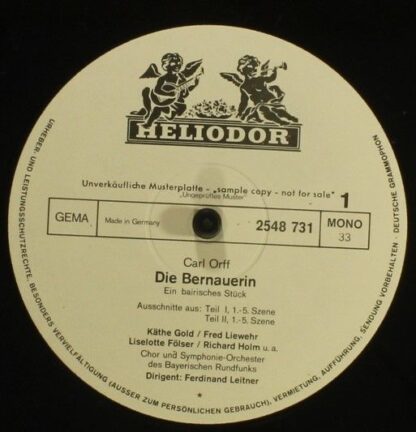 HELIODOR
Unverkäufliche Musterplatte - „sample copy - not for sale"
"Ungeprüftes Muster"
1
GEMA
Made in Germany
2548 731
MONO
33
Carl Orff
Die Bernauerin
Ein bairisches Stück
Ausschnitte aus: Teil I, 1.-5. Szene
Teil II, 1.-5. Szene
Käthe Gold / Fred Liewehr
Liselotte Fölser / Richard Holm u. a.
Chor und Symphonie-Orchester
des Bayerischen Rundfunks
Dirigent: Ferdinand Leitner
*
URHEBER- UND LEISTUNGSSCHUTZRECHTE, BESONDERS VERVIELFÄLTIGUNG (AUSSER ZUM PERSÖNLICHEN GEBRAUCH), VERMIETUNG, AUFFÜHRUNG, SENDUNG VORBEHALTEN · DEUTSCHE GRAMMOPHON